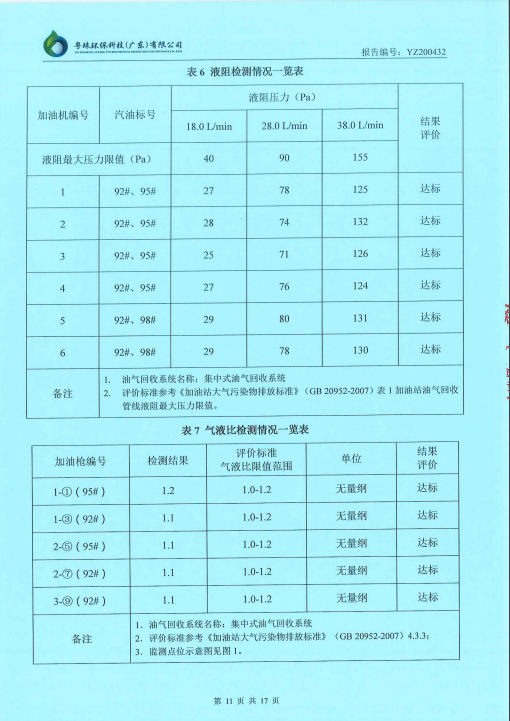 粤珠环保科技(广东)有限公司
报告编号: YZ200432
表 6 液阻检测情况一览表
加油机编号 汽油标号 液阻压力（Pa） 结果评价
18.0 L/min 28.0 L/min 38.0 L/min
液阻最大压力限值（Pa） 40 90 155
1 92#、95# 27 78 125 达标
2 92#、95# 28 74 132 达标
3 92#、95# 25 71 126 达标
4 92#、95# 27 76 124 达标
5 92#、98# 29 80 131 达标
6 92#、98# 29 78 130 达标
备注
1. 油气回收系统名称：集中式油气回收系统
2. 评价标准参考《加油站大气污染物排放标准》（GB 20952-2007）表 1 加油站油气回收
管线液阻最大压力限值。
表 7 气液比检测情况一览表
加油枪编号 检测结果 评价标准 单位 结果
气液比限值范围 评价
1-①（95#） 1.2 1.0-1.2 无量纲 达标
1-③（92#） 1.1 1.0-1.2 无量纲 达标
2-⑤（95#） 1.1 1.0-1.2 无量纲 达标
2-⑦（92#） 1.1 1.0-1.2 无量纲 达标
3-⑨（92#） 1.1 1.0-1.2 无量纲 达标
备注
1．油气回收系统名称：集中式油气回收系统
2．评价标准参考《加油站大气污染物排放标准》（GB 20952-2007）4.3.3;
3．监测点位示意图见图 1。
第 11 页 共 17 页